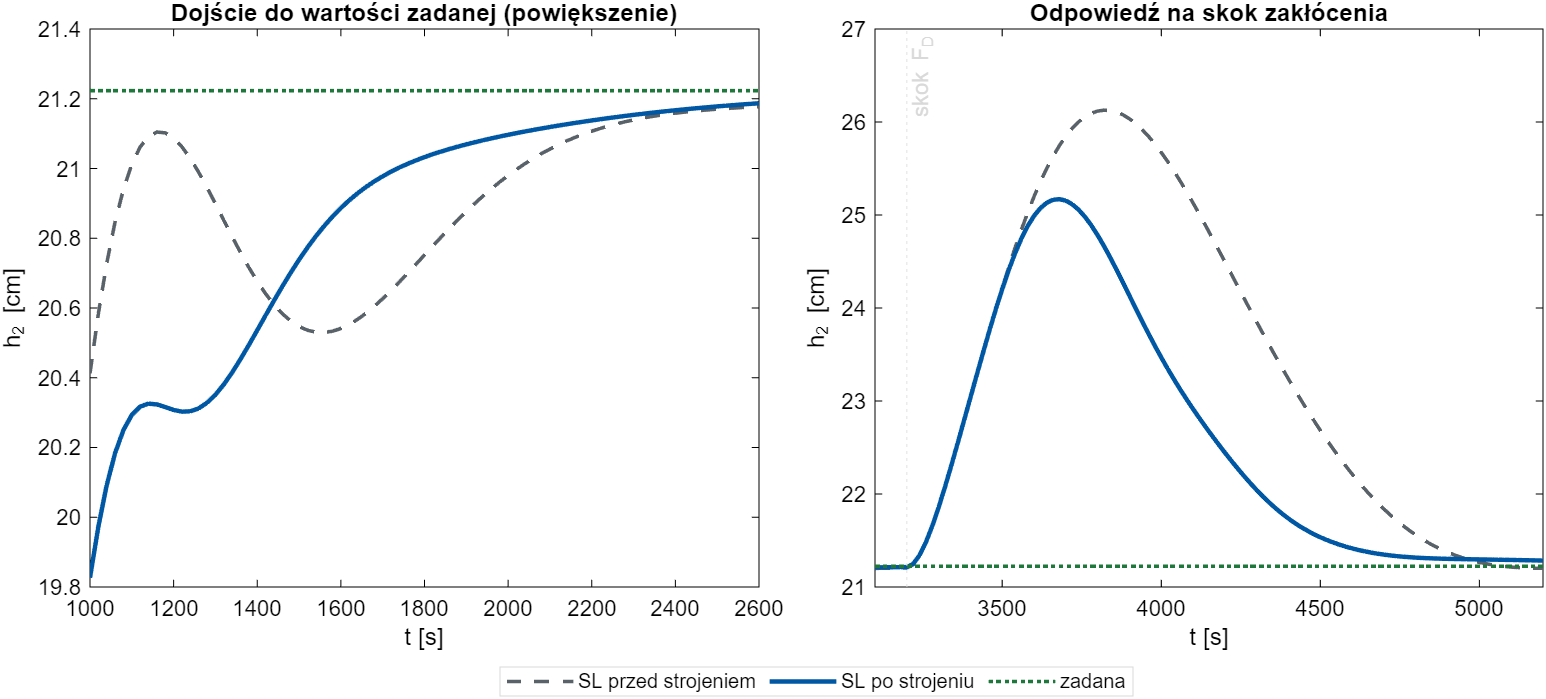 Dojście do wartości zadanej (powiększenie)
21.4
21.2
21
20.8
20.6
20.4
20.2
20
19.8
h2 [cm]
1000 1200 1400 1600 1800 2000 2200 2400 2600
t [s]
Odpowiedź na skok zakłócenia
27
26
25
24
23
22
21
h2 [cm]
skok FD
3500 4000 4500 5000
t [s]
SL przed strojeniem SL po strojeniu zadana